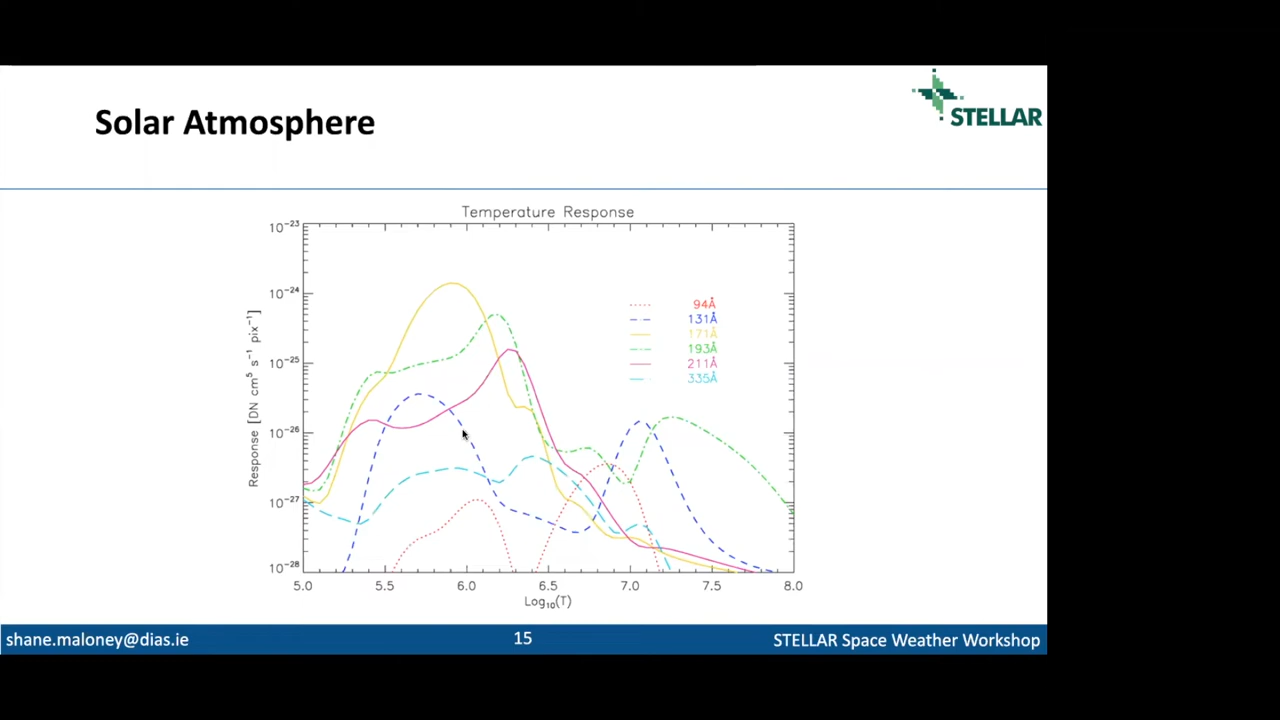 Solar Atmosphere
STELLAR
Temperature Response
10⁻²³
10⁻²⁴
10⁻²⁵
10⁻²⁶
10⁻²⁷
10⁻²⁸
Response [DN cm⁵ s⁻¹ pix⁻¹]
94Å
131Å
171Å
193Å
211Å
335Å
5.0 5.5 6.0 6.5 7.0 7.5 8.0
Log₁₀(T)
shane.maloney@dias.ie 15 STELLAR Space Weather Workshop